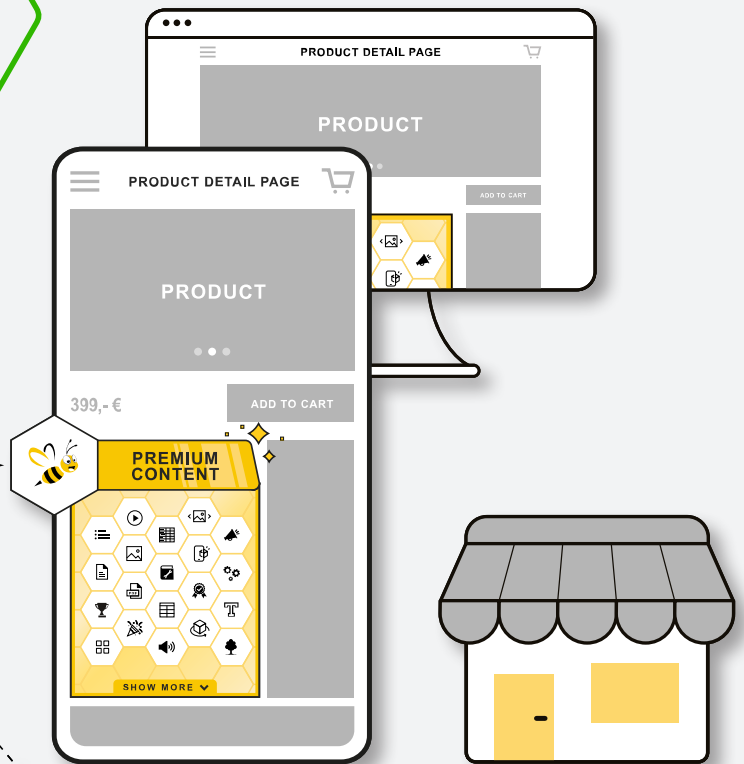 PRODUCT DETAIL PAGE
PRODUCT
ADD TO CART
PRODUCT DETAIL PAGE
PRODUCT
399,- €
ADD TO CART
PREMIUM
CONTENT
T
SHOW MORE